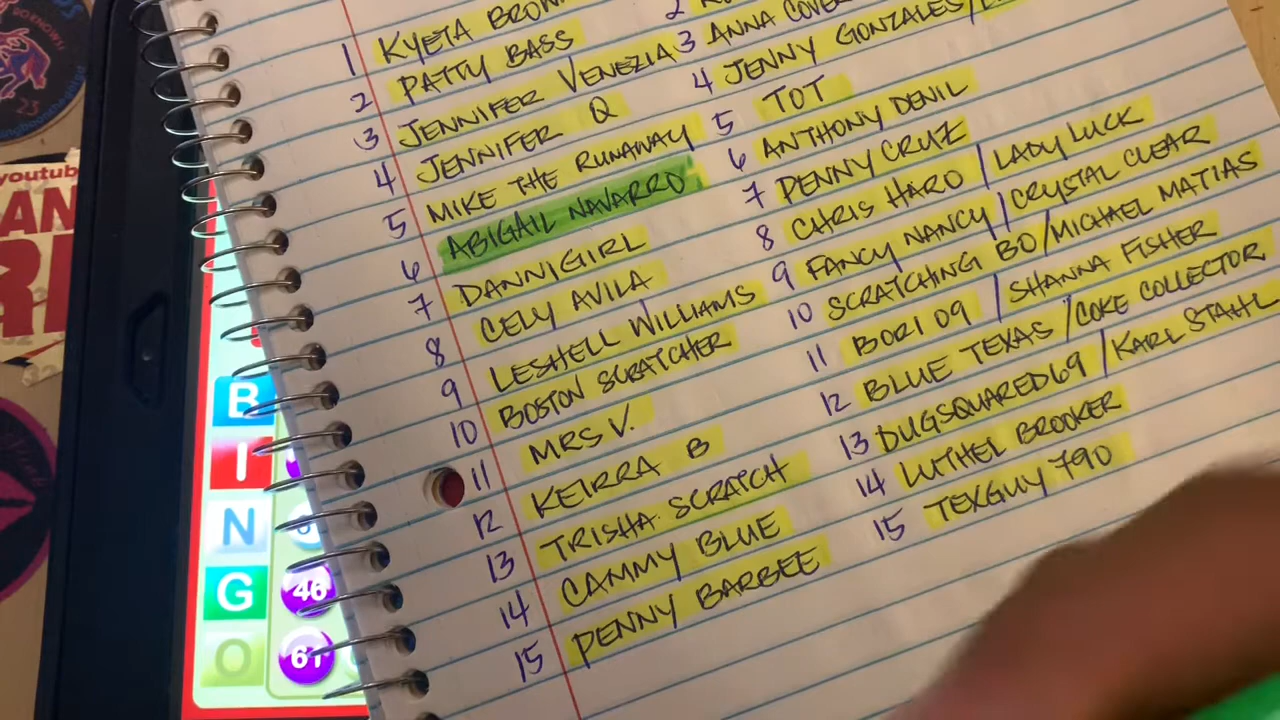 1 KYETA BROWN
2 PATTY BASS
3 JENNIFER VENEZIA
4 JENNIFER Q
5 MIKE THE RUNAWAY
6 ABIGAIL NAVARRO
7 DANNIGIRL
8 CELY AVILA
9 LESHELL WILLIAMS
10 BOSTON SCRATCHER
11 MRS V.
12 KEIRRA B
13 TRISHA SCRATCH
14 CAMMY BLUE
15 PENNY BARBEE
2
3 ANNA
4 JENNY GONZALES/
5 TOT
6 ANTHONY DENIL
7 PENNY CRUZ
8 CHRIS HARO / LADY LUCK
9 FANCY NANCY / CRYSTAL CLEAR
10 SCRATCHING BO/MICHAEL MATIAS
11 BORI 09 / SHANNA FISHER
12 BLUE TEXAS / COKE COLLECTOR
13 DUGSQUARED69 / KARL STAHL
14 LUTHEL BROOKER
15 TEXGUY 790
B
I
N
G
46
O
61
youtube
23